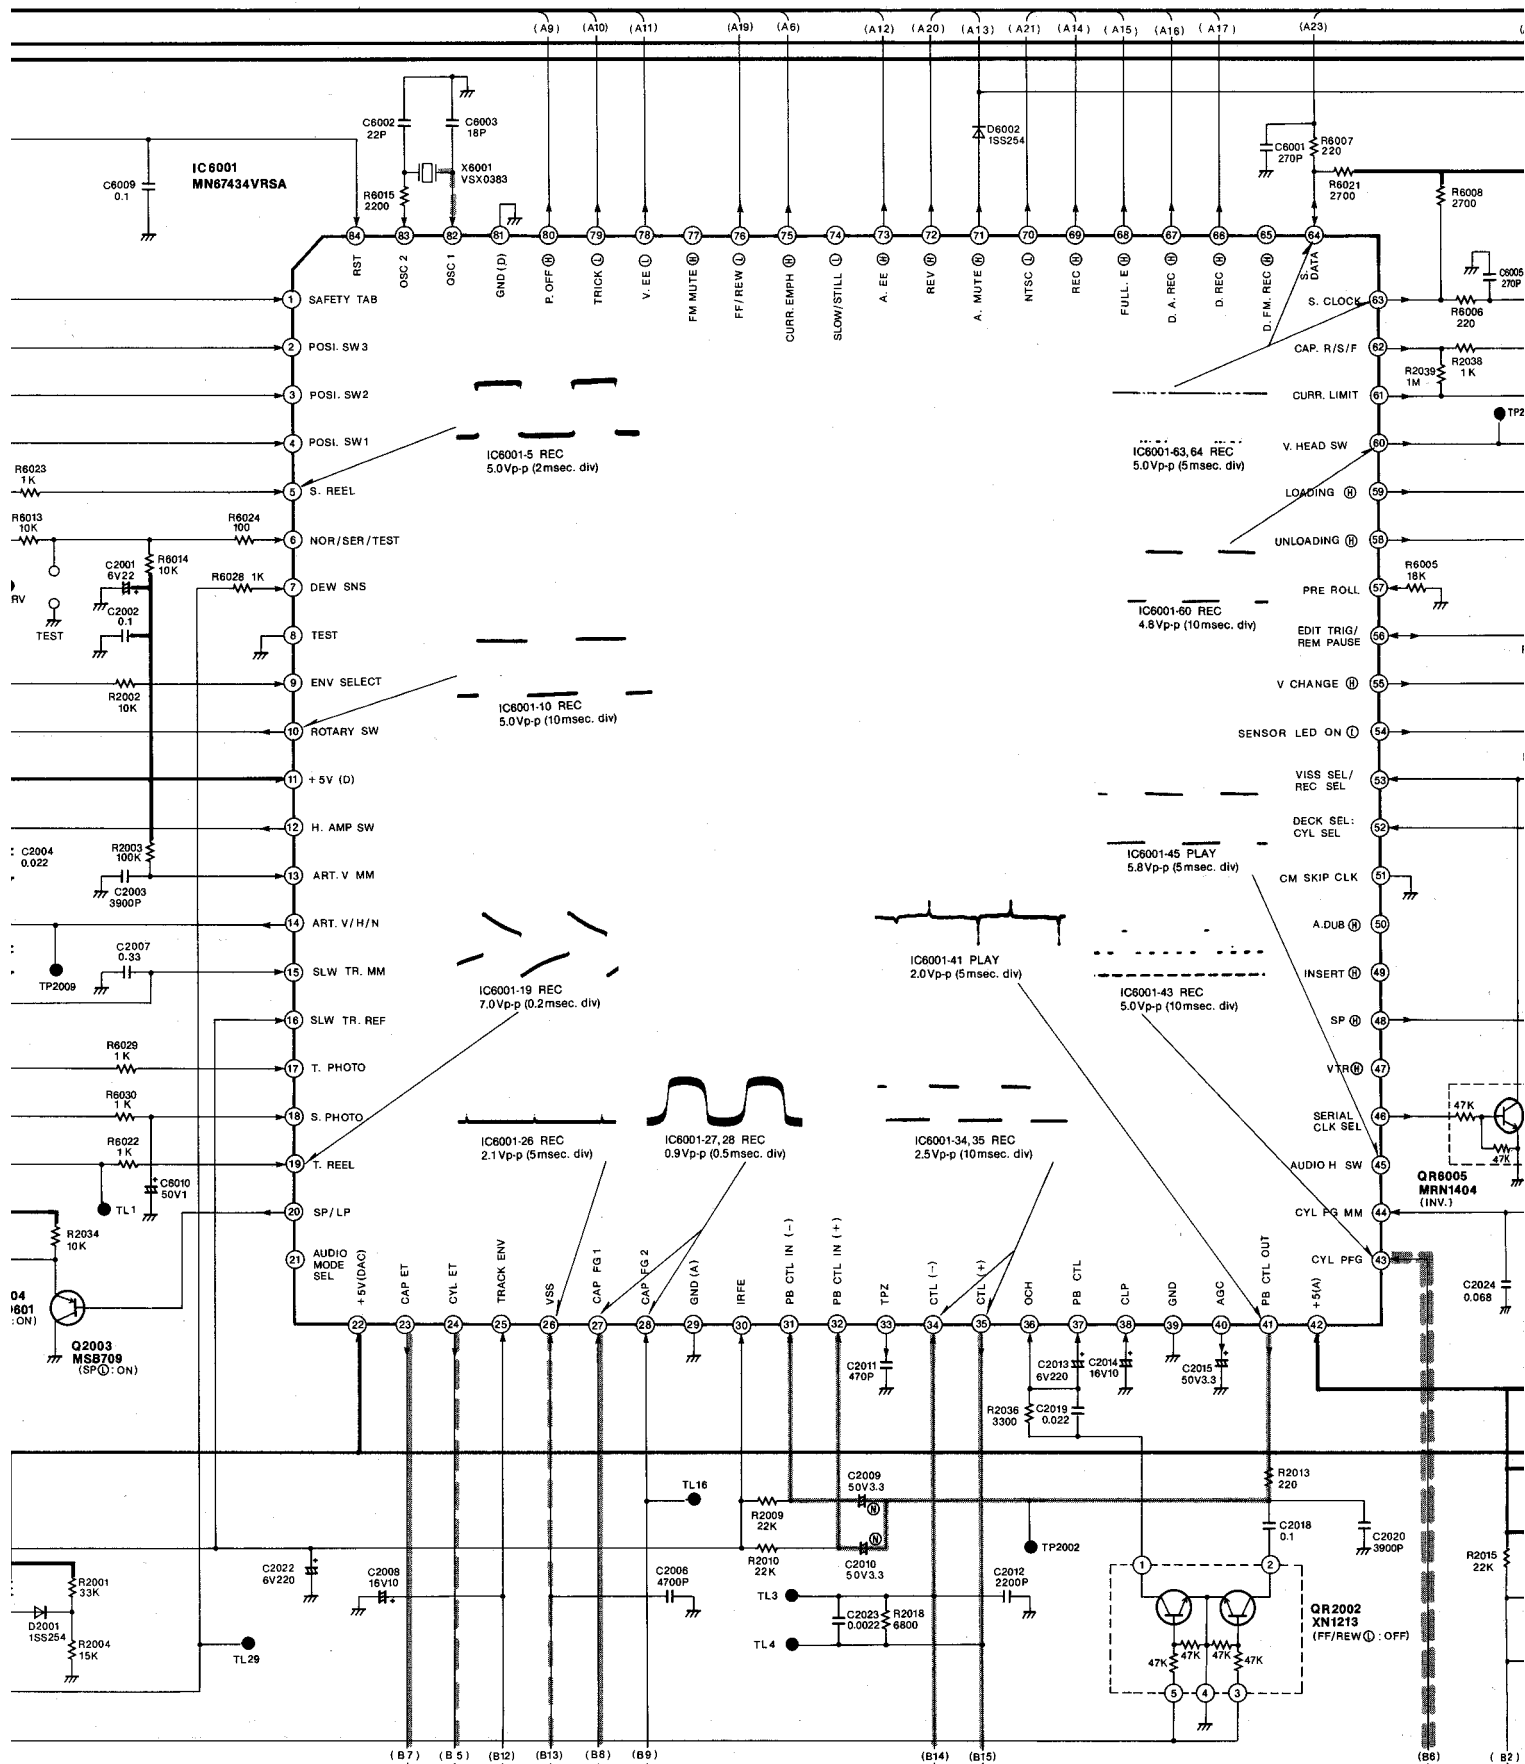 (A9) (A10) (A11) (A19) (A6) (A12) (A20) (A13) (A21) (A14) (A15) (A16) (A17) (A23)
C6002
22P
C6003
18P
D6002
1SS254
C6001
270P
R6007
220
IC6001
MN67434VRSA
C6009
0.1
X6001
VSX0383
R6015
2200
R6021
2700
R6008
2700
84 83 82 81 80 79 78 77 76 75 74 73 72 71 70 69 68 67 66 65 64
RST
OSC 2
OSC 1
GND (D)
P. OFF Ⓗ
TRICK Ⓛ
V. EE Ⓛ
FM MUTE Ⓗ
FF/REW Ⓛ
CURR. EMPH Ⓗ
SLOW/STILL Ⓛ
A. EE Ⓗ
REV Ⓗ
A. MUTE Ⓗ
NTSC Ⓛ
REC Ⓗ
FULL. E Ⓗ
D. A. REC Ⓗ
D. REC Ⓗ
D. FM. REC Ⓗ
S. DATA
C6005
270P
1 SAFETY TAB
S. CLOCK 63
R6006
220
2 POSI. SW3
CAP. R/S/F 62
R2038
1K
R2039
1M
3 POSI. SW2
CURR. LIMIT 61
TP2
4 POSI. SW1
V. HEAD SW 60
IC6001-5 REC
5.0Vp-p (2msec. div)
IC6001-63,64 REC
5.0Vp-p (5msec. div)
R6023
1K
5 S. REEL
LOADING Ⓗ 59
R6013
10K
R6024
100
6 NOR/SER/TEST
UNLOADING Ⓗ 58
R6014
10K
C2001
6V22
R6028 1K
7 DEW SNS
PRE ROLL 57
R6005
18K
RV
C2002
0.1
TEST
IC6001-60 REC
4.8Vp-p (10msec. div)
8 TEST
EDIT TRIG/
REM PAUSE 56
9 ENV SELECT
V CHANGE Ⓗ 55
R2002
10K
IC6001-10 REC
5.0Vp-p (10msec. div)
10 ROTARY SW
SENSOR LED ON Ⓛ 54
11 +5V (D)
VISS SEL/
REC SEL 53
12 H. AMP SW
DECK SEL:
CYL SEL 52
C2004
0.022
R2003
100K
IC6001-45 PLAY
5.8Vp-p (5msec. div)
13 ART. V MM
CM SKIP CLK 51
C2003
3900P
14 ART. V/H/N
A.DUB Ⓗ 50
C2007
0.33
TP2009
15 SLW TR. MM
INSERT Ⓗ 49
IC6001-41 PLAY
2.0Vp-p (5msec. div)
IC6001-19 REC
7.0Vp-p (0.2msec. div)
IC6001-43 REC
5.0Vp-p (10msec. div)
16 SLW TR. REF
SP Ⓗ 48
R6029
1K
17 T. PHOTO
VTR Ⓗ 47
R6030
1K
18 S. PHOTO
SERIAL
CLK SEL 46
47K
47K
IC6001-26 REC
2.1Vp-p (5msec. div)
IC6001-27, 28 REC
0.9Vp-p (0.5msec. div)
IC6001-34, 35 REC
2.5Vp-p (10msec. div)
R6022
1K
19 T. REEL
AUDIO H SW 45
QR6005
MRN1404
(INV.)
C6010
50V1
TL1
20 SP/LP
CYL FG MM 44
R2034
10K
21 AUDIO
MODE
SEL
CYL PFG 43
C2024
0.068
04
0601
: ON)
Q2003
MSB709
(SPⓁ: ON)
+5V(DAC)
CAP ET
CYL ET
TRACK ENV
VSS
CAP FG 1
CAP FG 2
GND (A)
IRFE
PB CTL IN (-)
PB CTL IN (+)
TPZ
CTL (-)
CTL (+)
OCH
PB CTL
CLP
GND
AGC
PB CTL OUT
+5(A)
22 23 24 25 26 27 28 29 30 31 32 33 34 35 36 37 38 39 40 41 42
C2011
470P
C2013
6V220
C2014
16V10
C2015
50V3.3
R2036
3300
C2019
0.022
TL16
R2009
22K
C2009
50V3.3
N
R2013
220
C2018
0.1
C2020
3900P
R2010
22K
C2010
50V3.3
N
TP2002
R2015
22K
C2022
6V220
C2008
16V10
C2006
4700P
TL3
C2012
2200P
1 2
R2001
33K
D2001
1SS254
R2004
15K
TL29
C2023
0.0022
R2018
6800
TL4
QR2002
XN1213
(FF/REWⓁ: OFF)
47K 47K 47K 47K
5 4 3
(B7) (B5) (B12) (B13) (B8) (B9) (B14) (B15) (B6) (B2)